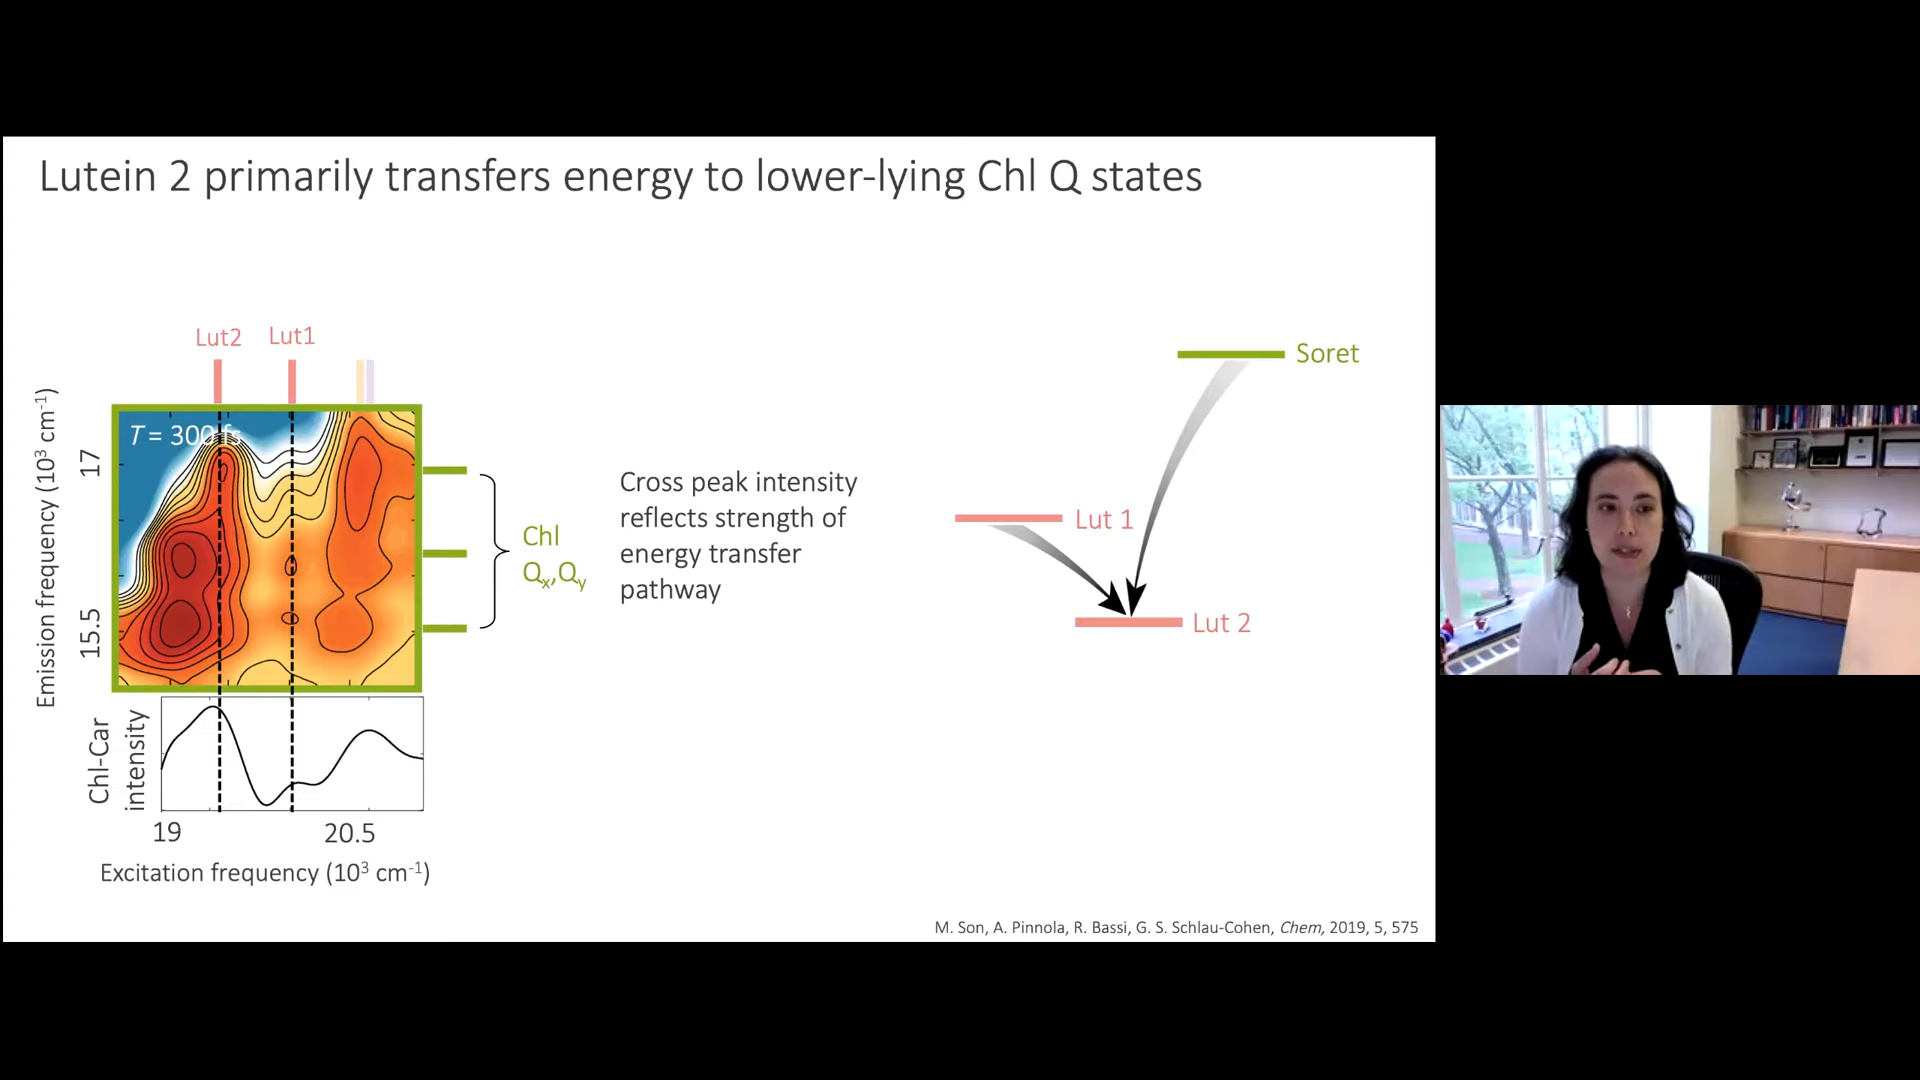 Lutein 2 primarily transfers energy to lower-lying Chl Q states
Lut2 Lut1
T = 300 fs
Emission frequency (10³ cm⁻¹)
17
15.5
Chl
Qx,Qy
Cross peak intensity
reflects strength of
energy transfer
pathway
Soret
Lut 1
Lut 2
Chl-Car
intensity
19 20.5
Excitation frequency (10³ cm⁻¹)
M. Son, A. Pinnola, R. Bassi, G. S. Schlau-Cohen, Chem, 2019, 5, 575